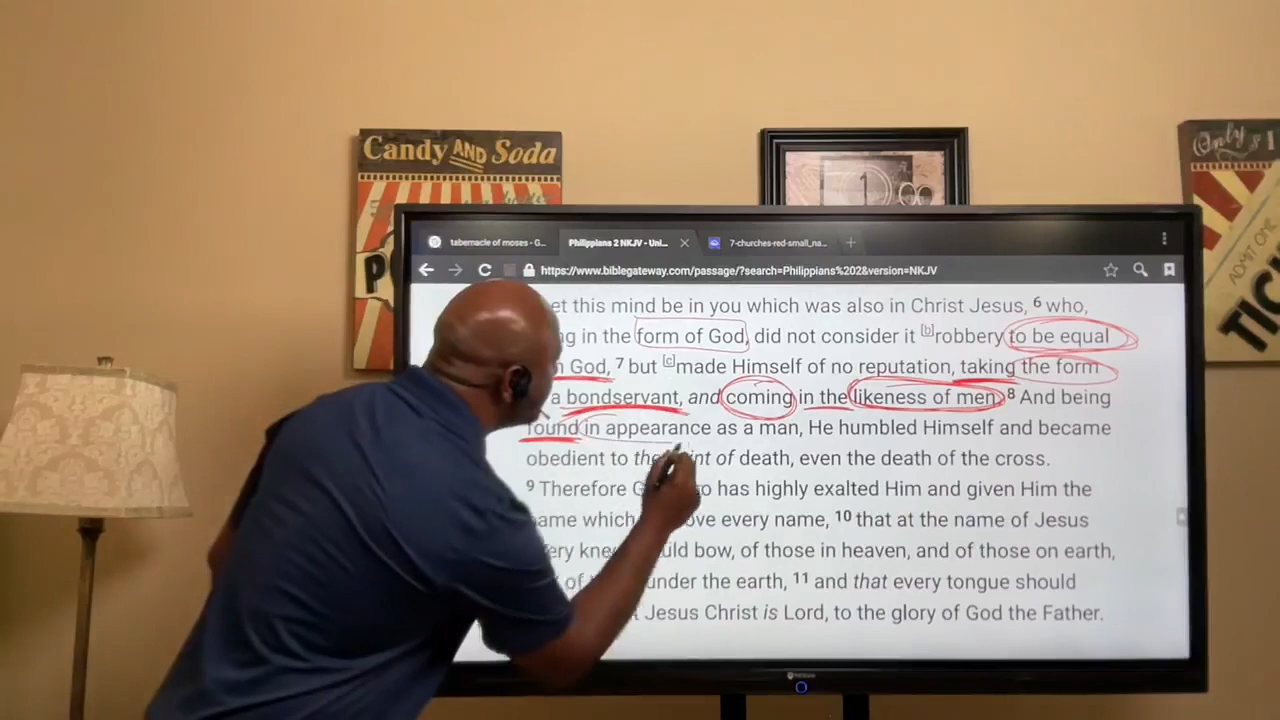 Candy AND Soda
Only
ADMIT ONE
TIC
1
tabernacle of moses - G...
Philippians 2 NKJV - Uni...
7-churches-red-small_na...
https://www.biblegateway.com/passage/?search=Philippians%202&version=NKJV
et this mind be in you which was also in Christ Jesus, 6 who,
ng in the form of God, did not consider it [b]robbery to be equal
God, 7 but [c]made Himself of no reputation, taking the form
a bondservant, and coming in the likeness of men. 8 And being
found in appearance as a man, He humbled Himself and became
obedient to the int of death, even the death of the cross.
9 Therefore G o has highly exalted Him and given Him the
ame which ove every name, 10 that at the name of Jesus
ery kne uld bow, of those in heaven, and of those on earth,
of t under the earth, 11 and that every tongue should
Jesus Christ is Lord, to the glory of God the Father.